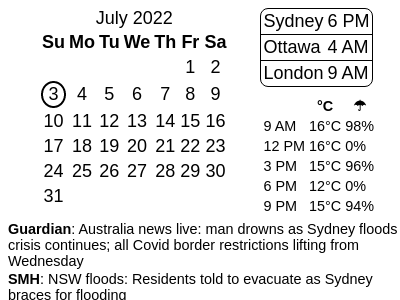 July 2022
Su Mo Tu We Th Fr Sa
1 2
3 4 5 6 7 8 9
10 11 12 13 14 15 16
17 18 19 20 21 22 23
24 25 26 27 28 29 30
31
Sydney 6 PM
Ottawa 4 AM
London 9 AM
°C ☂
9 AM 16°C 98%
12 PM 16°C 0%
3 PM 15°C 96%
6 PM 12°C 0%
9 PM 15°C 94%
Guardian: Australia news live: man drowns as Sydney floods
crisis continues; all Covid border restrictions lifting from
Wednesday
SMH: NSW floods: Residents told to evacuate as Sydney
braces for flooding